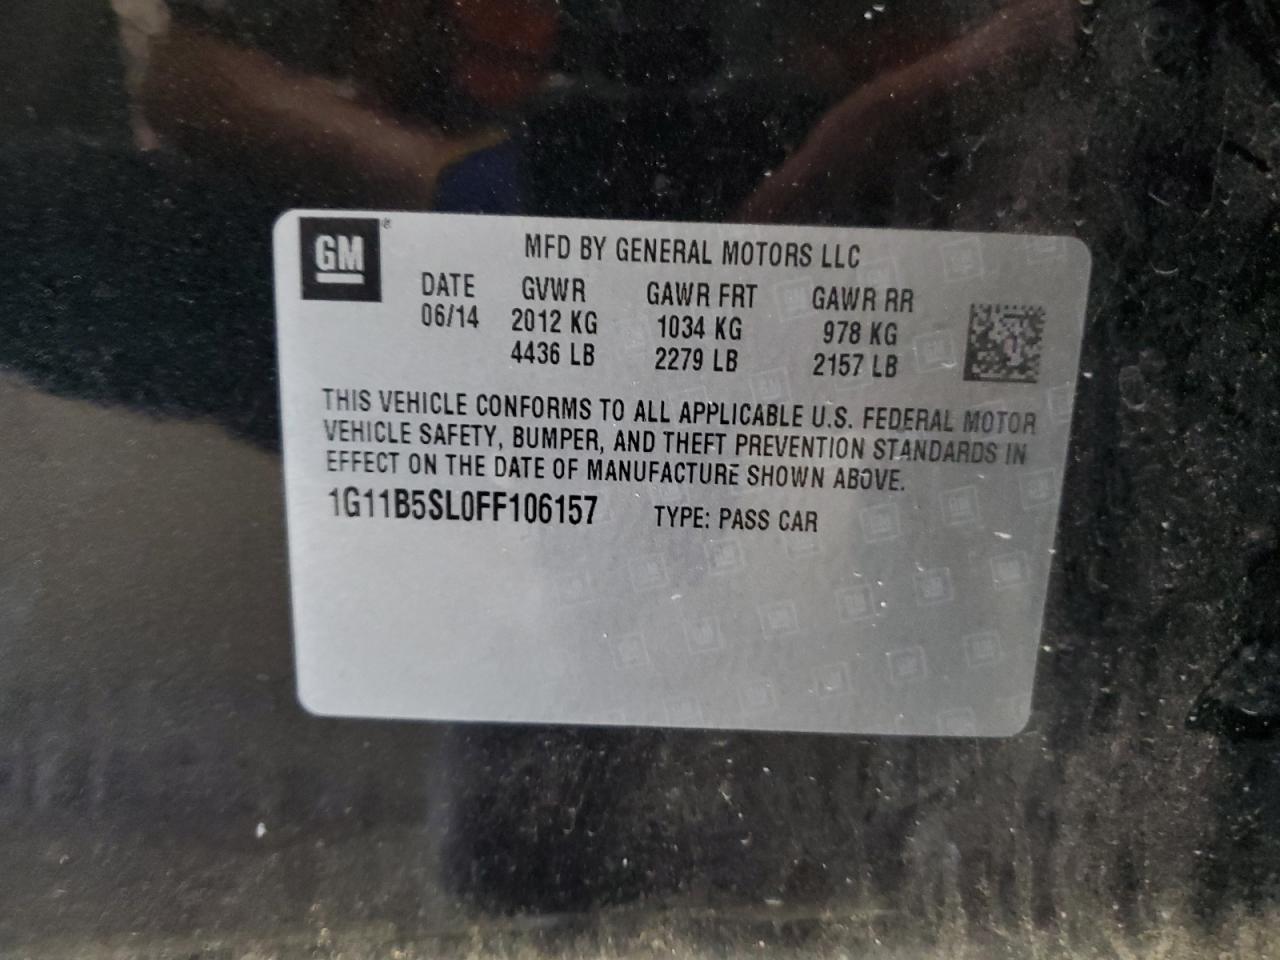 GM®
MFD BY GENERAL MOTORS LLC
DATE GVWR GAWR FRT GAWR RR
06/14 2012 KG 1034 KG 978 KG
4436 LB 2279 LB 2157 LB
THIS VEHICLE CONFORMS TO ALL APPLICABLE U.S. FEDERAL MOTOR
VEHICLE SAFETY, BUMPER, AND THEFT PREVENTION STANDARDS IN
EFFECT ON THE DATE OF MANUFACTURE SHOWN ABOVE.
1G11B5SL0FF106157 TYPE: PASS CAR